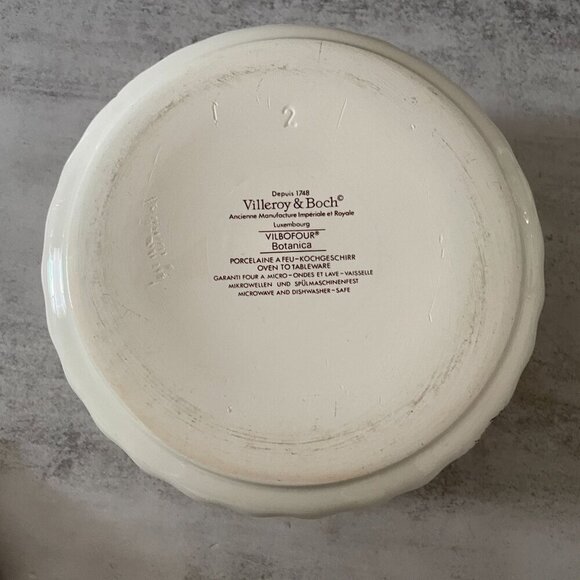 2
Depuis 1748
Villeroy & Boch©
Ancienne Manufacture Impériale et Royale
Luxembourg
VILBOFOUR®
Botanica
PORCELAINE A FEU–KOCHGESCHIRR
OVEN TO TABLEWARE
GARANTI FOUR A MICRO–ONDES ET LAVE–VAISSELLE
MIKROWELLEN UND SPÜLMASCHINENFEST
MICROWAVE AND DISHWASHER–SAFE